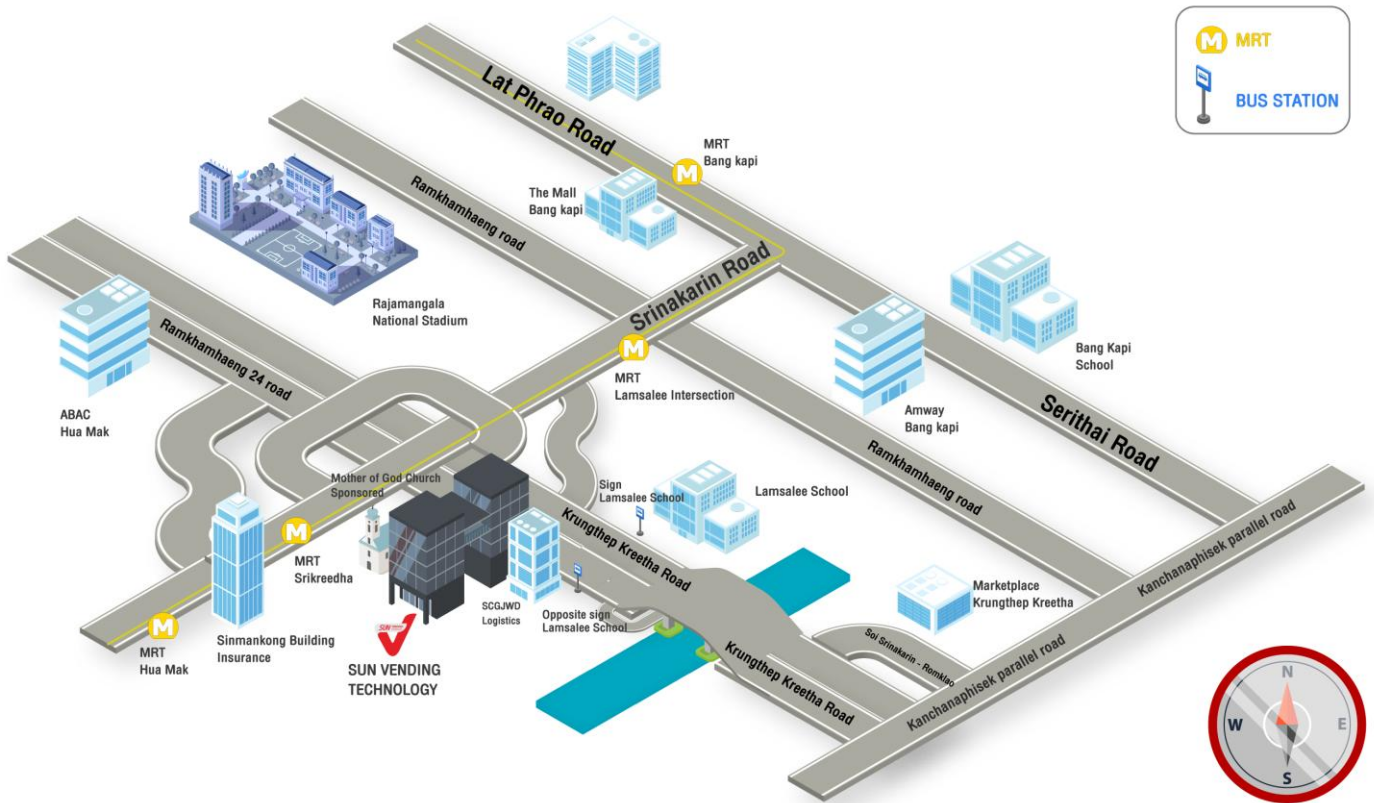 MRT
BUS STATION
Lat Phrao Road
MRT
Bang kapi
The Mall
Bang kapi
Ramkhamhaeng road
Srinakarin Road
Rajamangala
National Stadium
Bang Kapi
School
MRT
Lamsalee Intersection
Amway
Bang kapi
Serithai Road
Ramkhamhaeng 24 road
ABAC
Hua Mak
Ramkhamhaeng road
Mother of God Church
Sponsored
Sign
Lamsalee School
Lamsalee School
Krungthep Kreetha Road
MRT
Srikreedha
Kanchanaphisek parallel road
Marketplace
Krungthep Kreetha
SCGJWD
Logistics
Opposite sign
Lamsalee School
Sinmankong Building
Insurance
MRT
Hua Mak
SUN
SUN VENDING
TECHNOLOGY
Soi Srinakarin - Romklao
Krungthep Kreetha Road
Kanchanaphisek parallel road
N
W
E
S